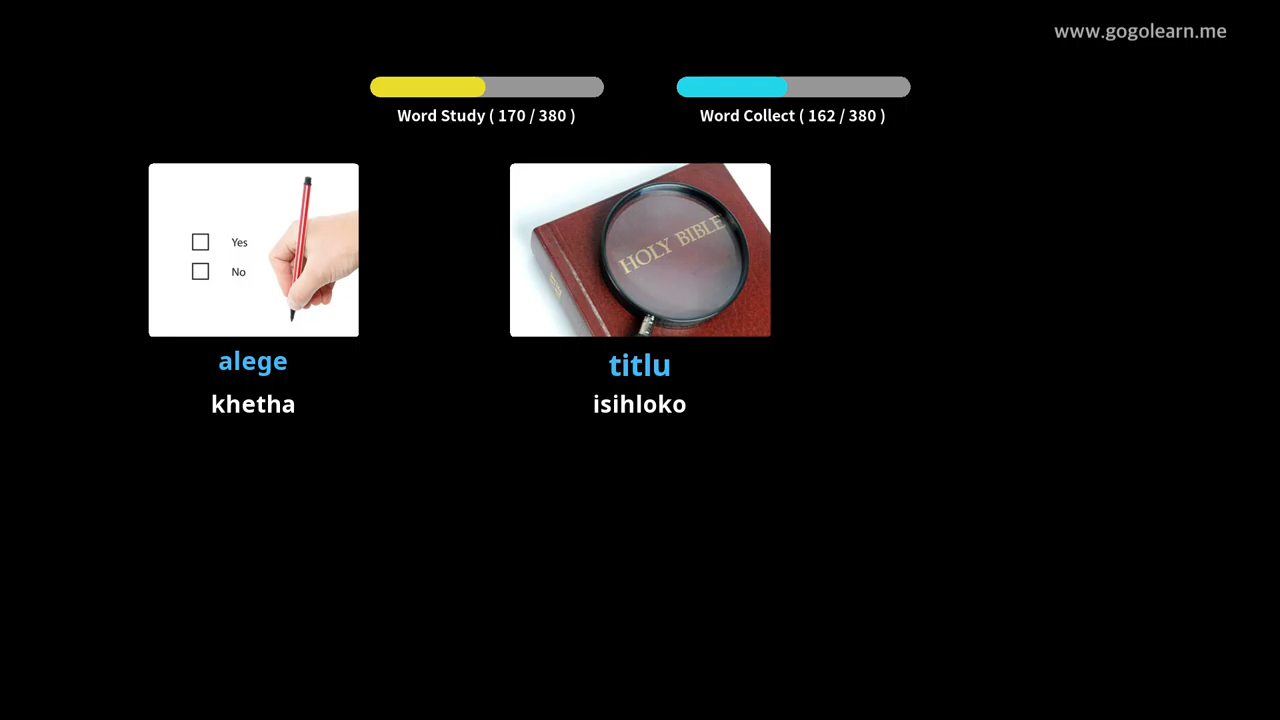 www.gogolearn.me
Word Study ( 170 / 380 )
Word Collect ( 162 / 380 )
Yes
No
HOLY BIBLE
alege
titlu
khetha
isihloko